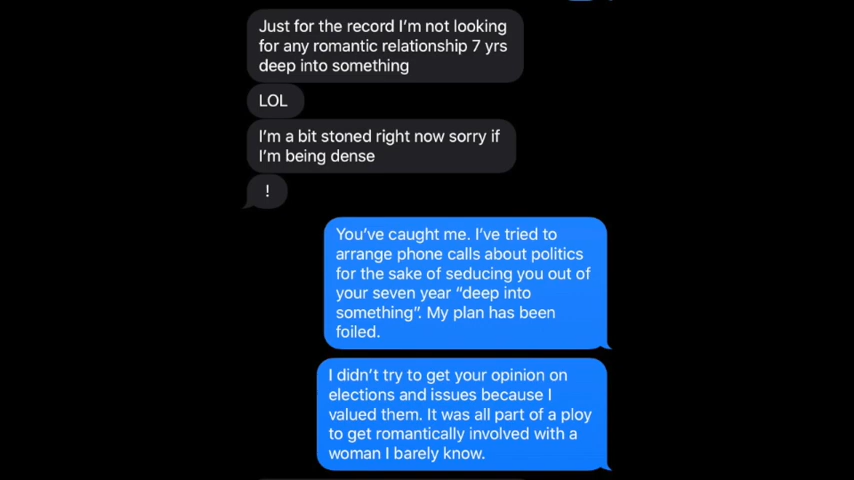 Just for the record I'm not looking
for any romantic relationship 7 yrs
deep into something
LOL
I'm a bit stoned right now sorry if
I'm being dense
!
You've caught me. I've tried to
arrange phone calls about politics
for the sake of seducing you out of
your seven year “deep into
something”. My plan has been
foiled.
I didn't try to get your opinion on
elections and issues because I
valued them. It was all part of a ploy
to get romantically involved with a
woman I barely know.